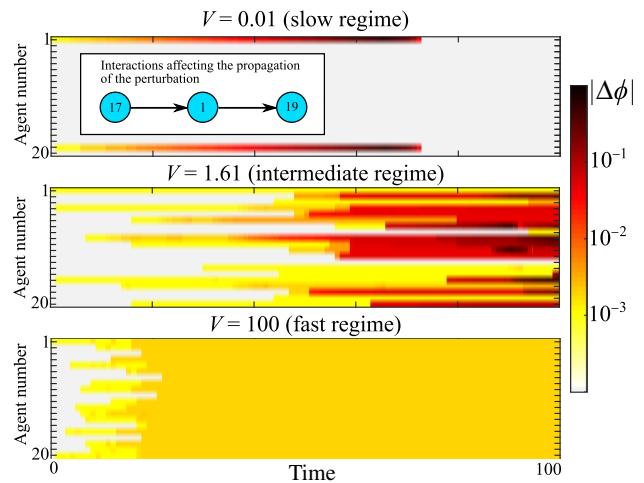 V = 0.01 (slow regime)
1
Agent number
20
Interactions affecting the propagation
of the perturbation
17 1 19
V = 1.61 (intermediate regime)
1
Agent number
20
V = 100 (fast regime)
1
Agent number
20
0 Time 100
|Δϕ|
10⁻¹
10⁻²
10⁻³